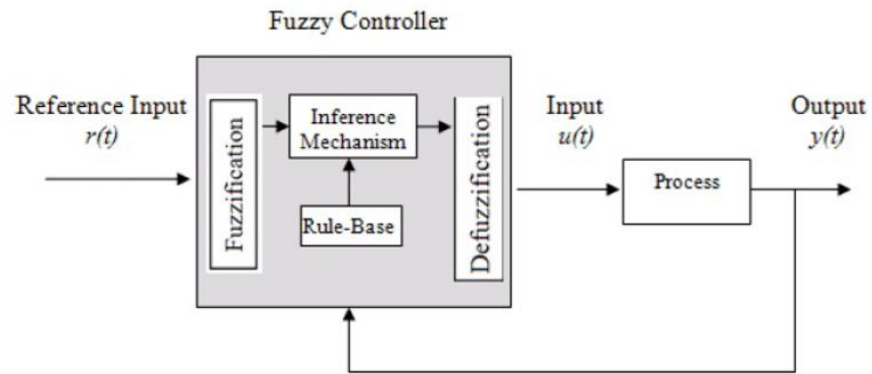 Fuzzy Controller
Reference Input
r(t)
Fuzzification
Inference
Mechanism
Rule-Base
Defuzzification
Input
u(t)
Process
Output
y(t)